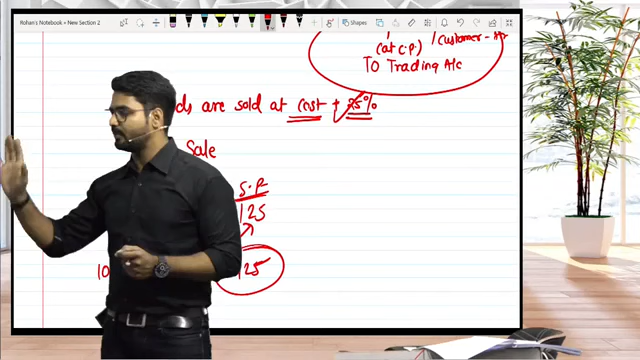 Rohan's Notebook » New Section 2
Shapes
(at C.P.) / Customer - A/c
To Trading A/c
ds are sold at Cost + 25%
Sale
S.P.
125
10
125